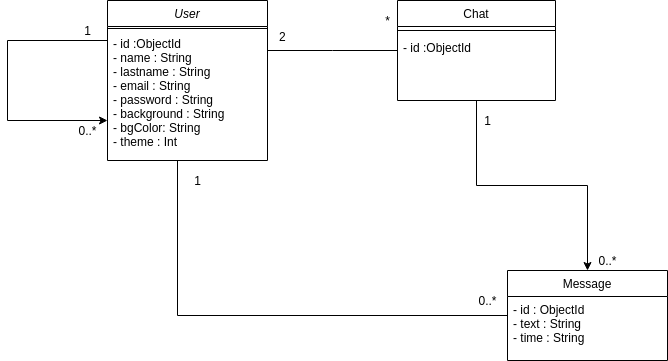 User
- id :ObjectId
- name : String
- lastname : String
- email : String
- password : String
- background : String
- bgColor: String
- theme : Int
1
0..*
2
*
Chat
- id :ObjectId
1
0..*
1
0..*
Message
- id : ObjectId
- text : String
- time : String